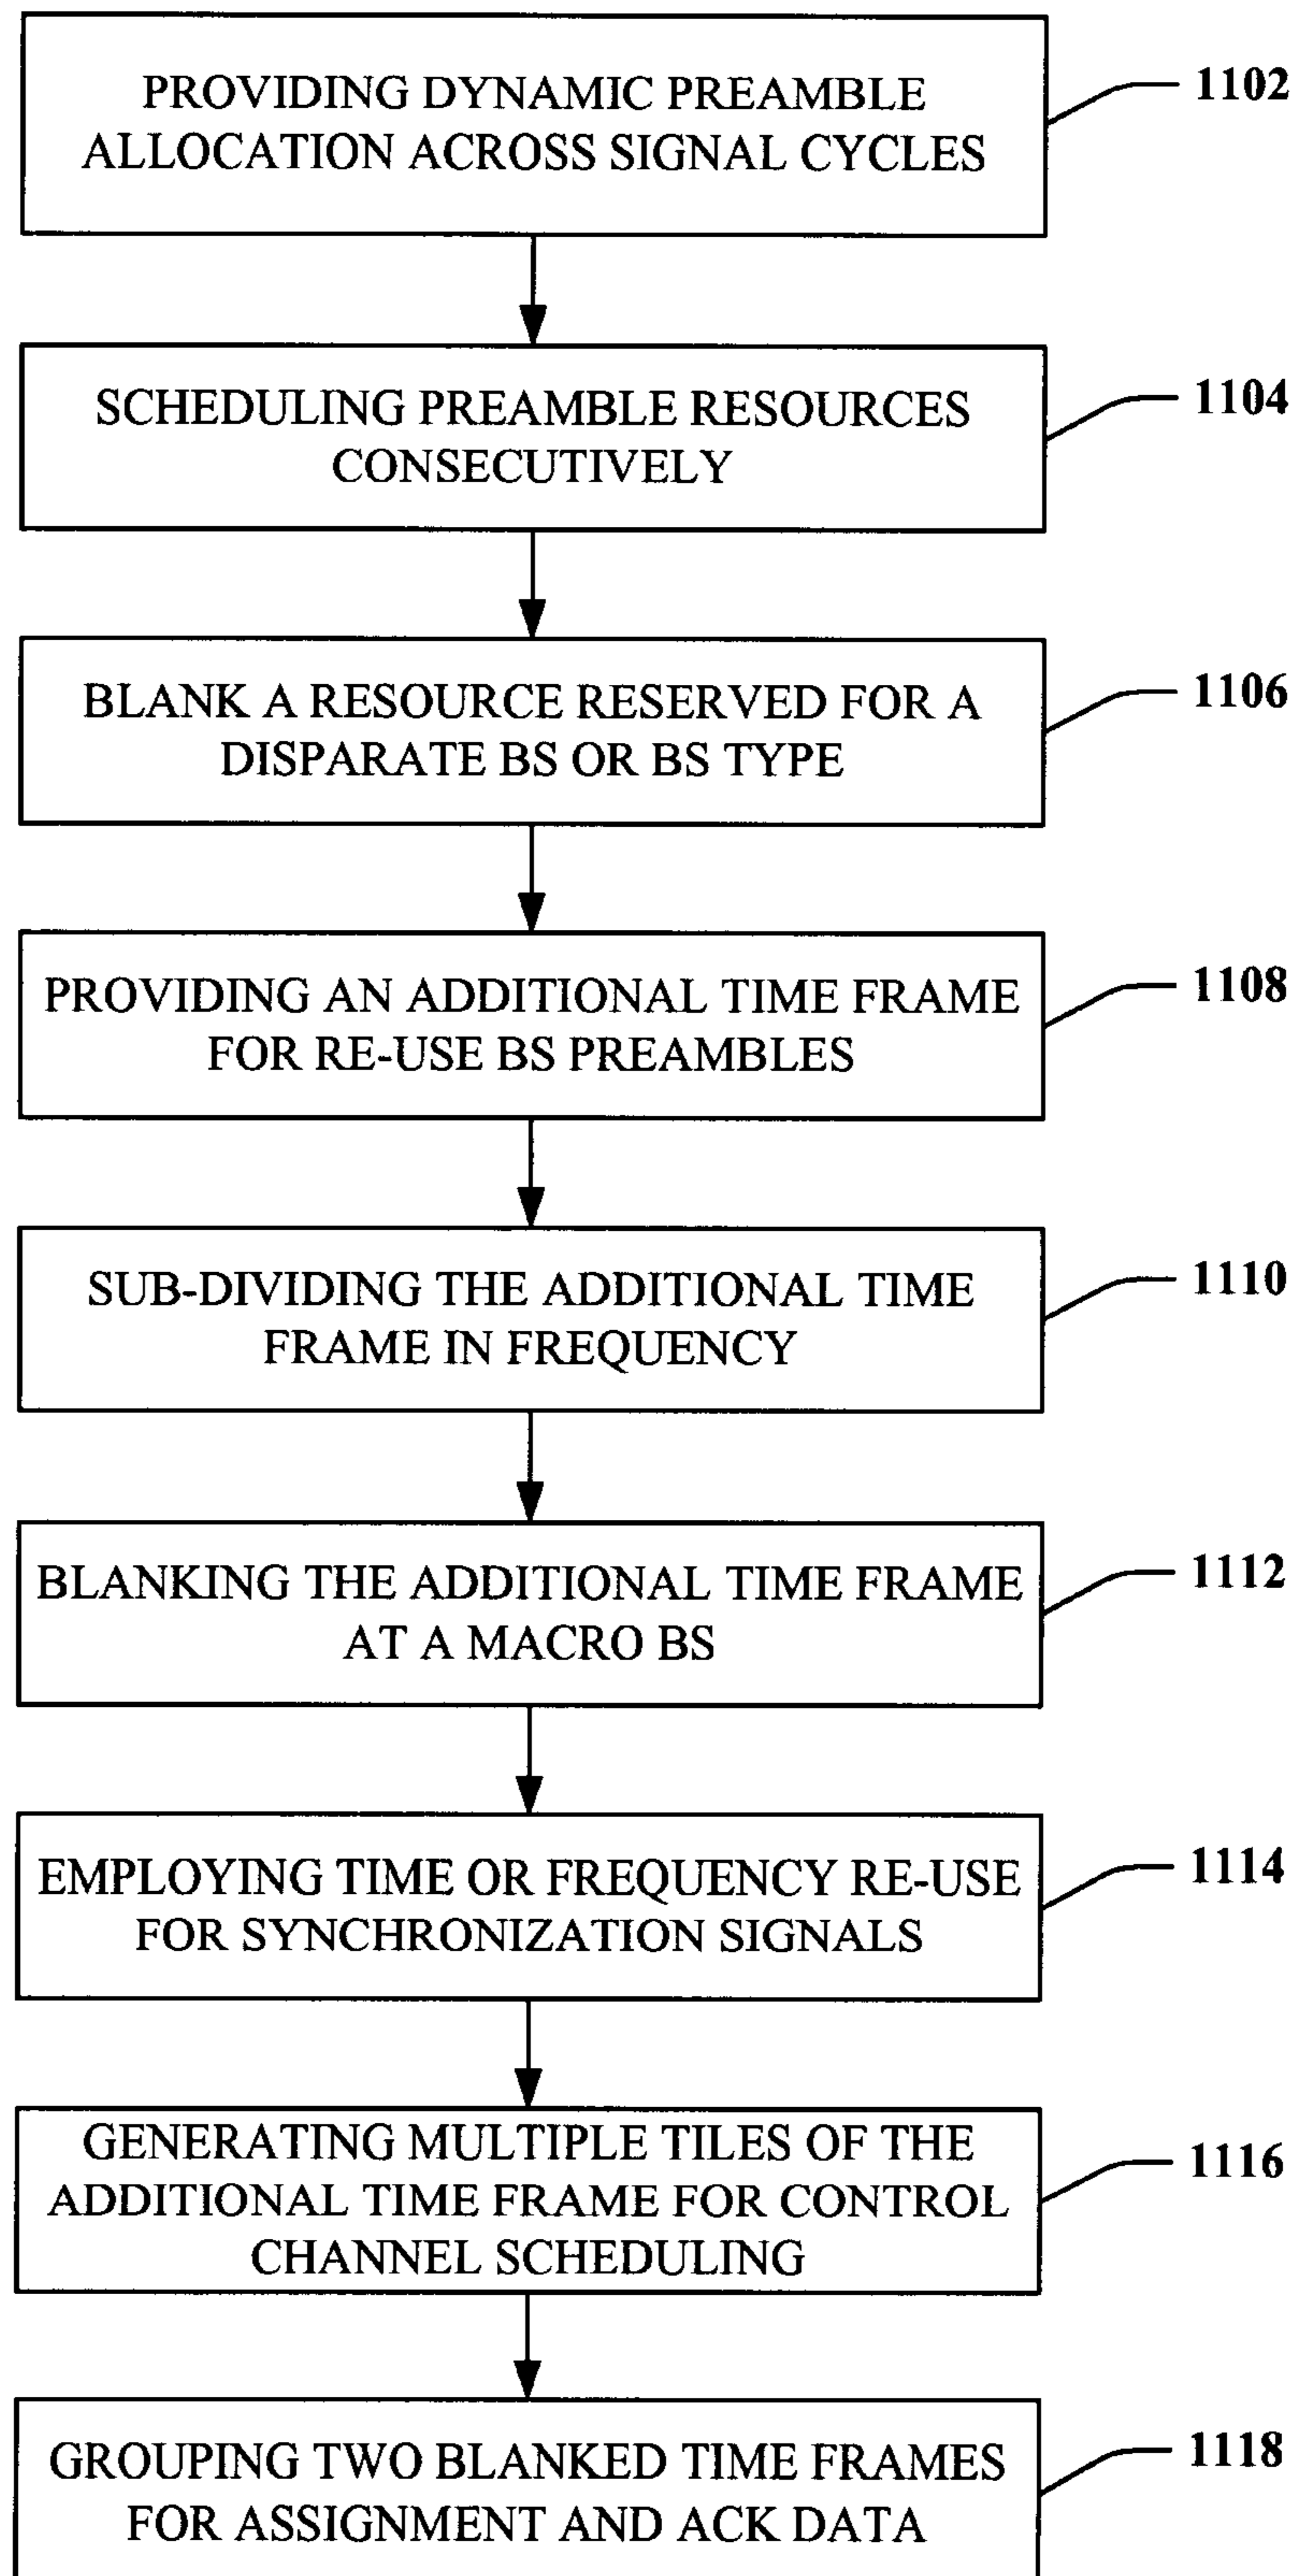 PROVIDING DYNAMIC PREAMBLE
ALLOCATION ACROSS SIGNAL CYCLES
1102
SCHEDULING PREAMBLE RESOURCES
CONSECUTIVELY
1104
BLANK A RESOURCE RESERVED FOR A
DISPARATE BS OR BS TYPE
1106
PROVIDING AN ADDITIONAL TIME FRAME
FOR RE-USE BS PREAMBLES
1108
SUB-DIVIDING THE ADDITIONAL TIME
FRAME IN FREQUENCY
1110
BLANKING THE ADDITIONAL TIME FRAME
AT A MACRO BS
1112
EMPLOYING TIME OR FREQUENCY RE-USE
FOR SYNCHRONIZATION SIGNALS
1114
GENERATING MULTIPLE TILES OF THE
ADDITIONAL TIME FRAME FOR CONTROL
CHANNEL SCHEDULING
1116
GROUPING TWO BLANKED TIME FRAMES
FOR ASSIGNMENT AND ACK DATA
1118